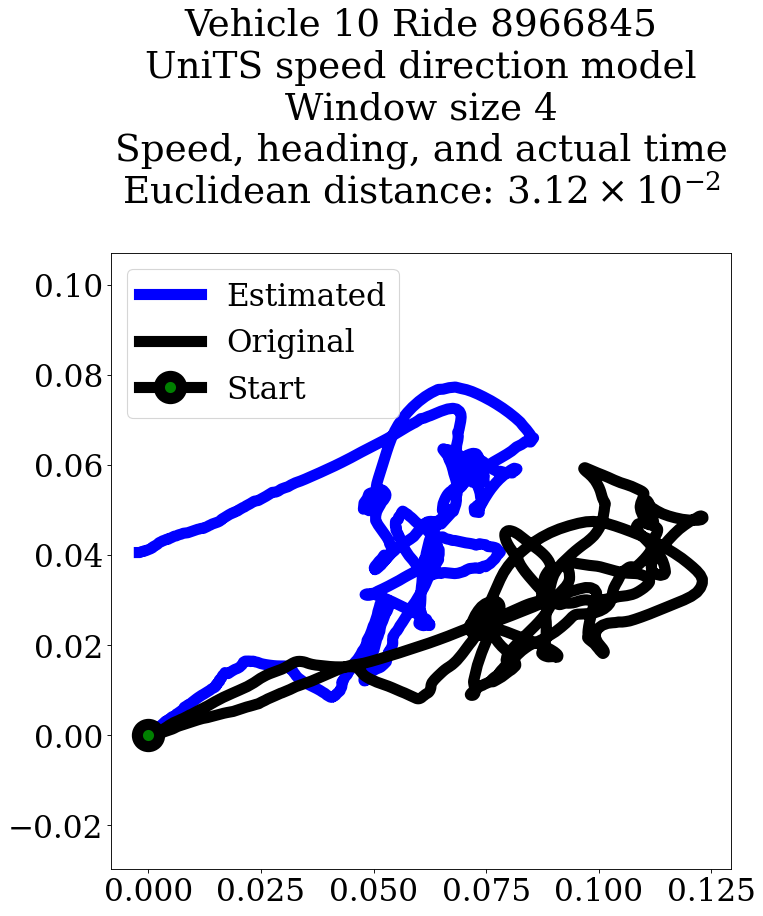 Vehicle 10 Ride 8966845
UniTS speed direction model
Window size 4
Speed, heading, and actual time
Euclidean distance: 3.12 × 10⁻²
0.10
0.08
0.06
0.04
0.02
0.00
−0.02
Estimated
Original
Start
0.000 0.025 0.050 0.075 0.100 0.125